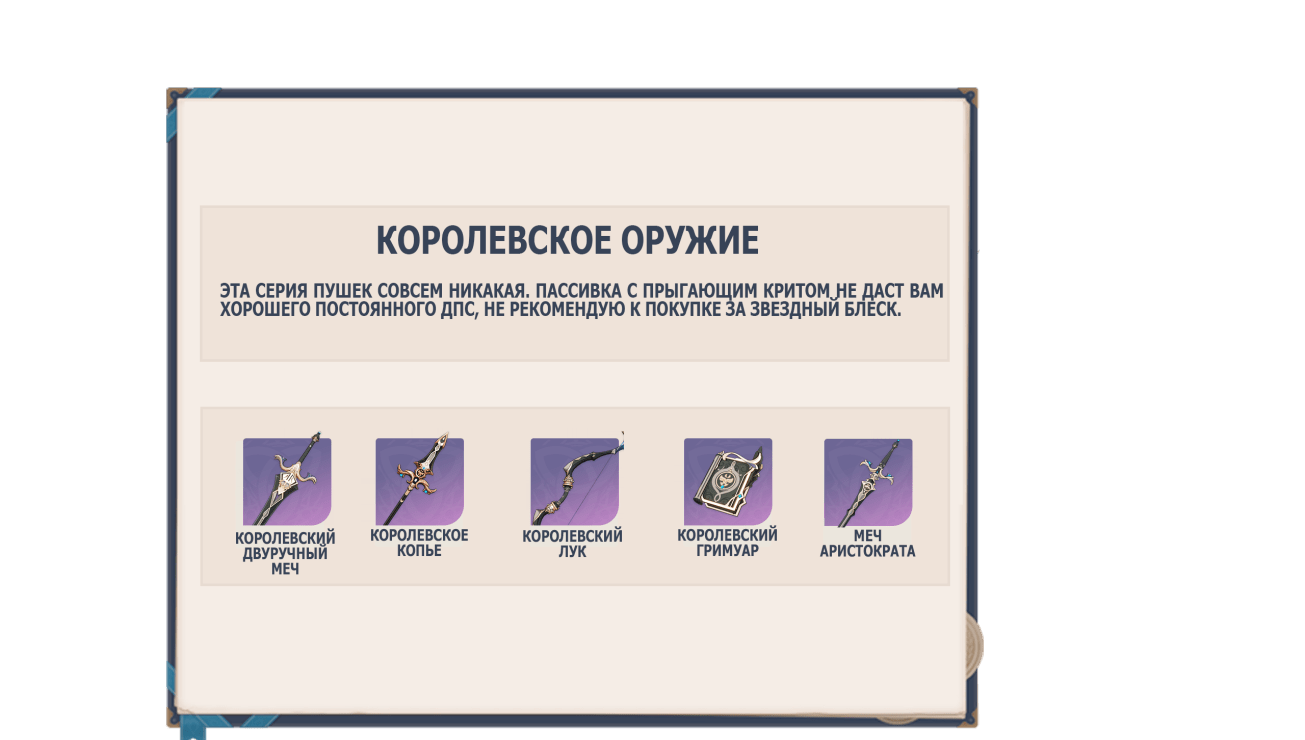 КОРОЛЕВСКОЕ ОРУЖИЕ
ЭТА СЕРИЯ ПУШЕК СОВСЕМ НИКАКАЯ. ПАССИВКА С ПРЫГАЮЩИМ КРИТОМ НЕ ДАСТ ВАМ
ХОРОШЕГО ПОСТОЯННОГО ДПС, НЕ РЕКОМЕНДУЮ К ПОКУПКЕ ЗА ЗВЕЗДНЫЙ БЛЕСК.
КОРОЛЕВСКИЙ
ДВУРУЧНЫЙ
МЕЧ
КОРОЛЕВСКОЕ
КОПЬЕ
КОРОЛЕВСКИЙ
ЛУК
КОРОЛЕВСКИЙ
ГРИМУАР
МЕЧ
АРИСТОКРАТА